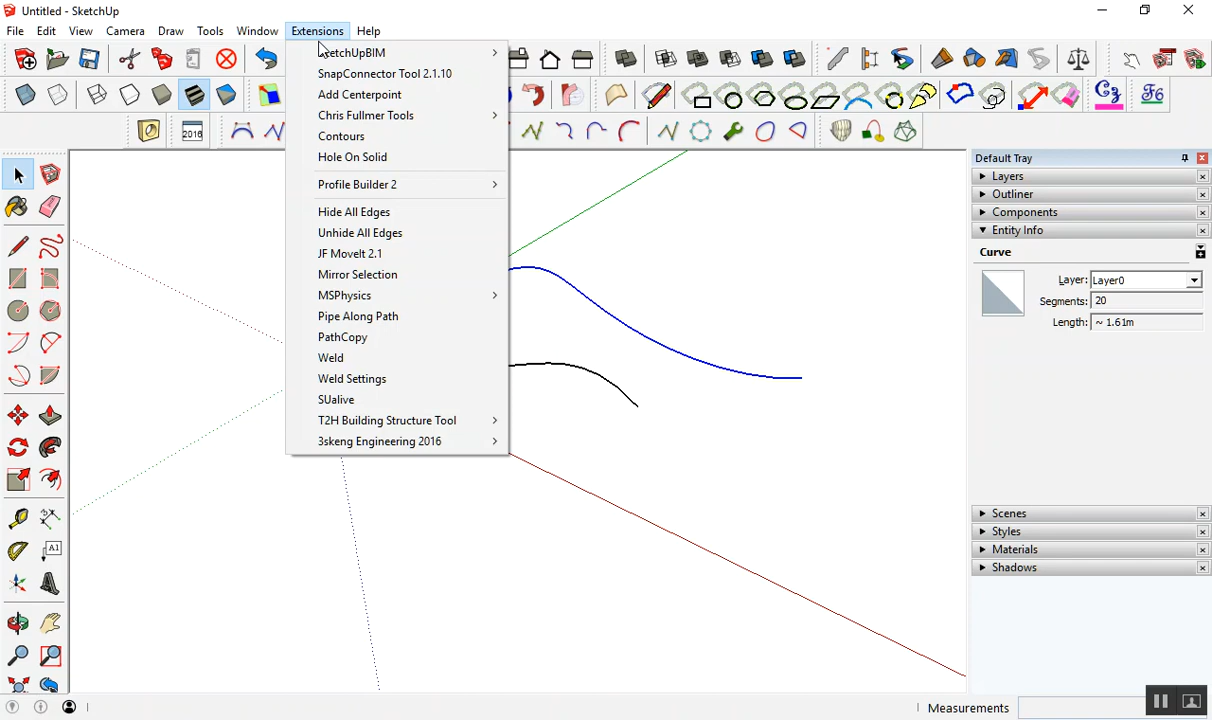 Untitled - SketchUp
File Edit View Camera Draw Tools Window Extensions Help
SketchUpBIM
SnapConnector Tool 2.1.10
Add Centerpoint
Chris Fullmer Tools
Contours
Hole On Solid
Profile Builder 2
Hide All Edges
Unhide All Edges
JF MoveIt 2.1
Mirror Selection
MSPhysics
Pipe Along Path
PathCopy
Weld
Weld Settings
SUalive
T2H Building Structure Tool
3skeng Engineering 2016
2016
A1
Default Tray
Layers
Outliner
Components
Entity Info
Curve
Layer: Layer0
Segments: 20
Length: ~ 1.61m
Scenes
Styles
Materials
Shadows
Measurements